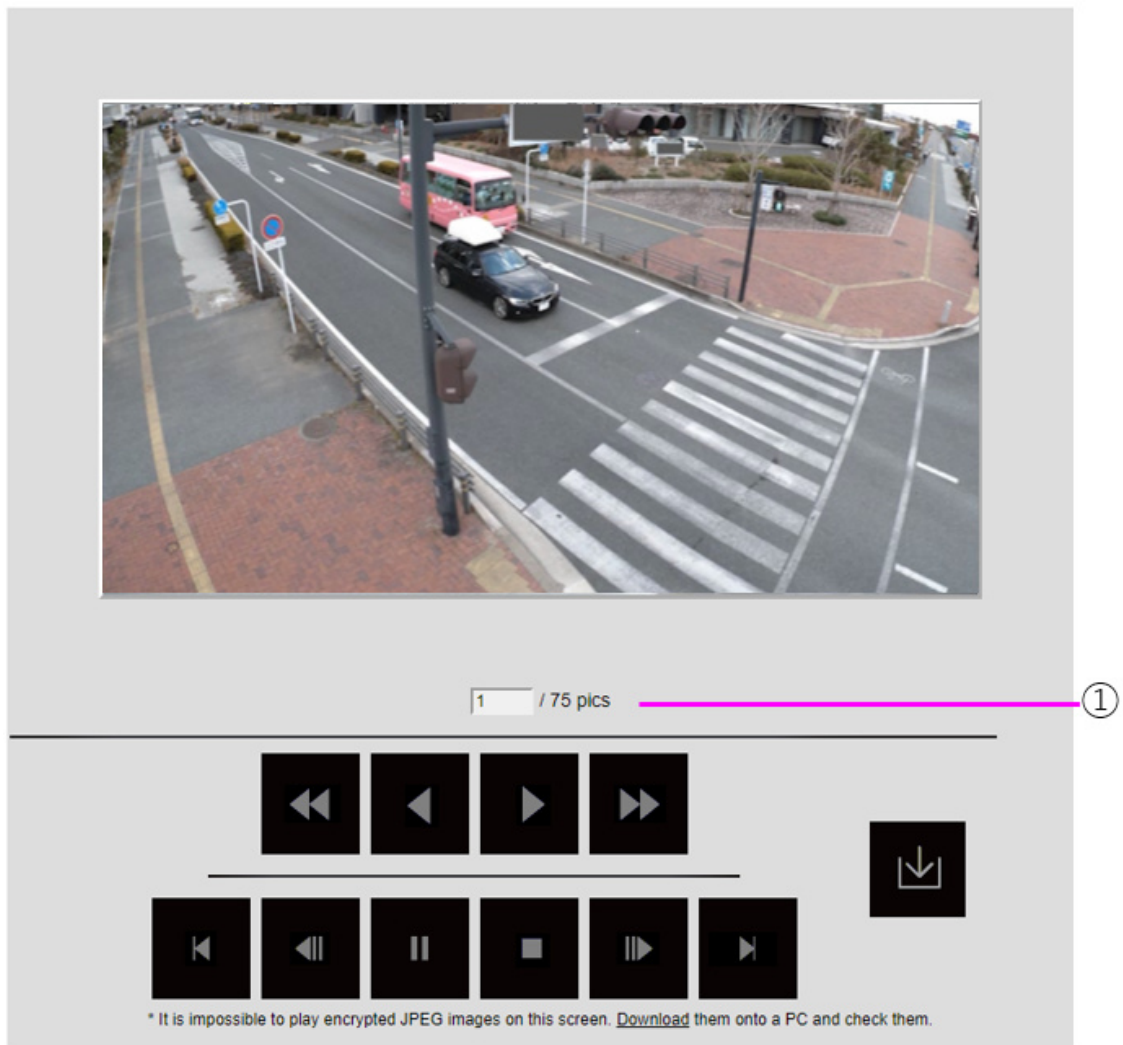 1 / 75 pics
①
* It is impossible to play encrypted JPEG images on this screen. Download them onto a PC and check them.